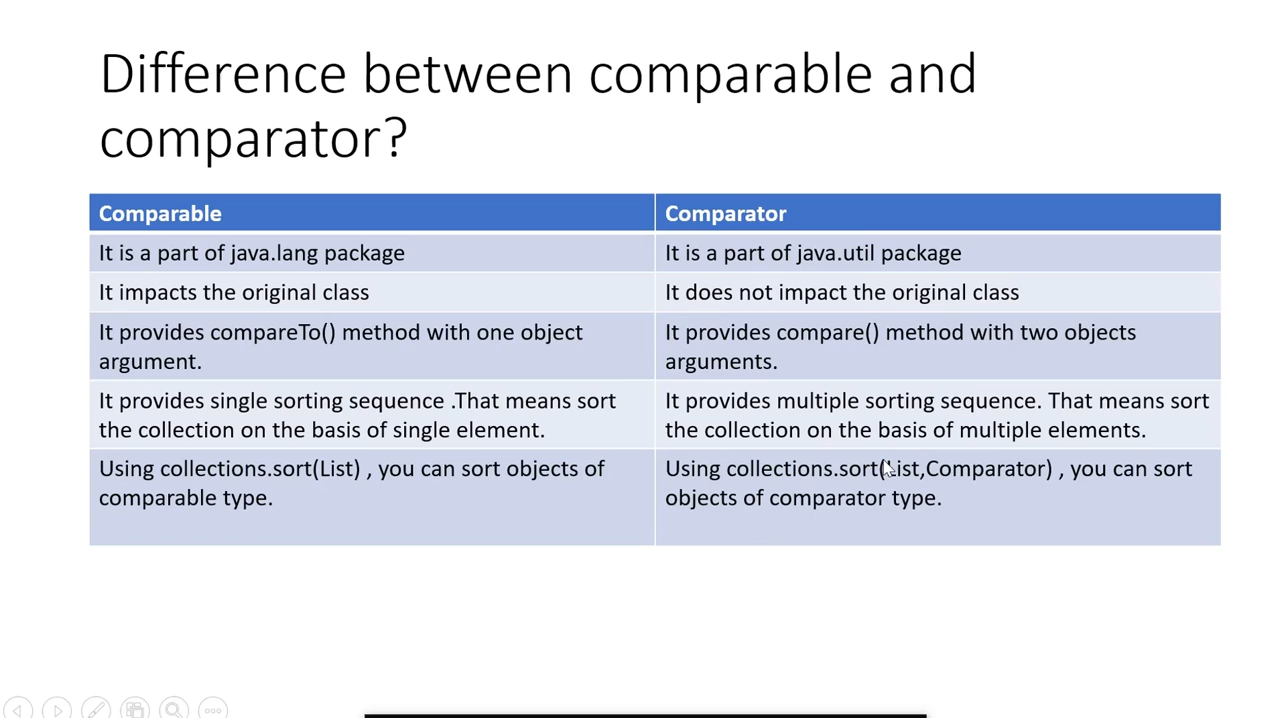 Difference between comparable and
comparator?
Comparable
Comparator
It is a part of java.lang package
It is a part of java.util package
It impacts the original class
It does not impact the original class
It provides compareTo() method with one object
argument.
It provides compare() method with two objects
arguments.
It provides single sorting sequence .That means sort
the collection on the basis of single element.
It provides multiple sorting sequence. That means sort
the collection on the basis of multiple elements.
Using collections.sort(List) , you can sort objects of
comparable type.
Using collections.sort(List,Comparator) , you can sort
objects of comparator type.